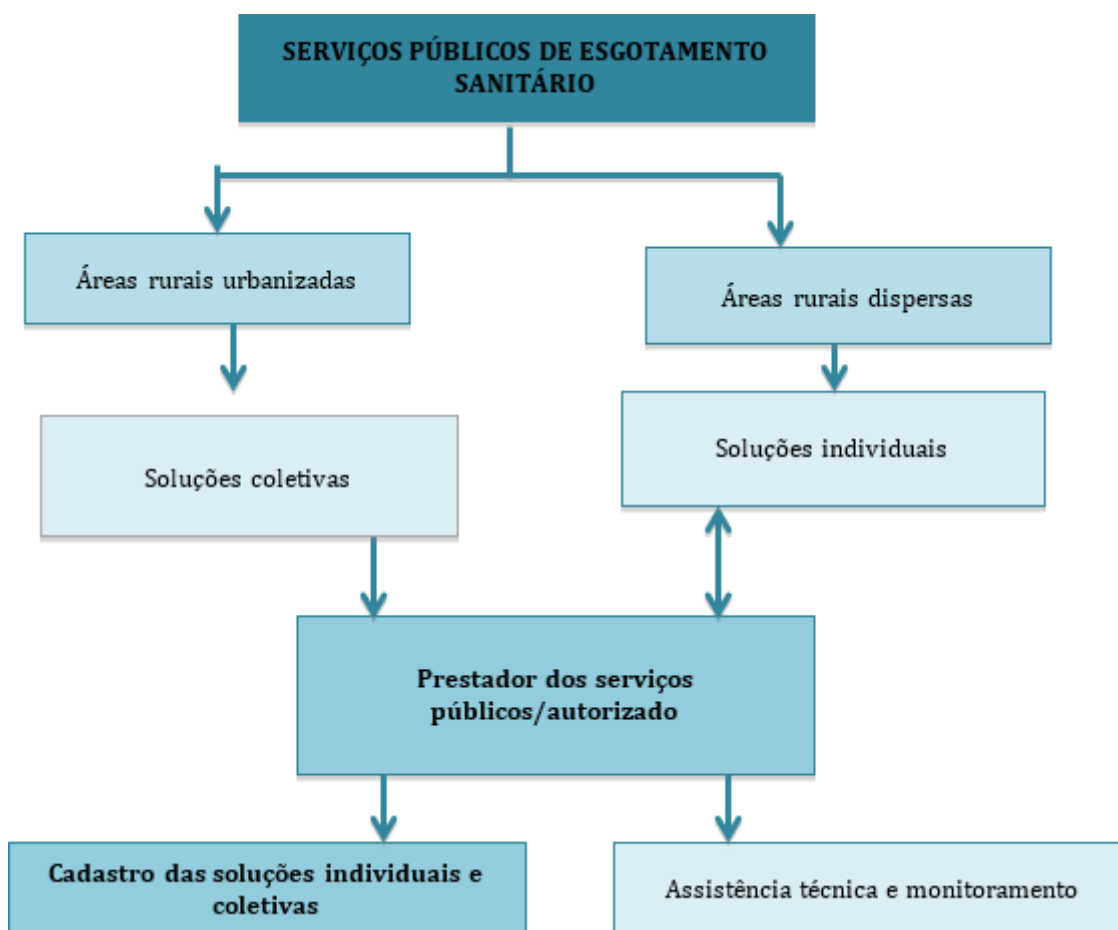 SERVIÇOS PÚBLICOS DE ESGOTAMENTO
SANITÁRIO
Áreas rurais urbanizadas
Áreas rurais dispersas
Soluções coletivas
Soluções individuais
Prestador dos serviços
públicos/autorizado
Cadastro das soluções individuais e
coletivas
Assistência técnica e monitoramento